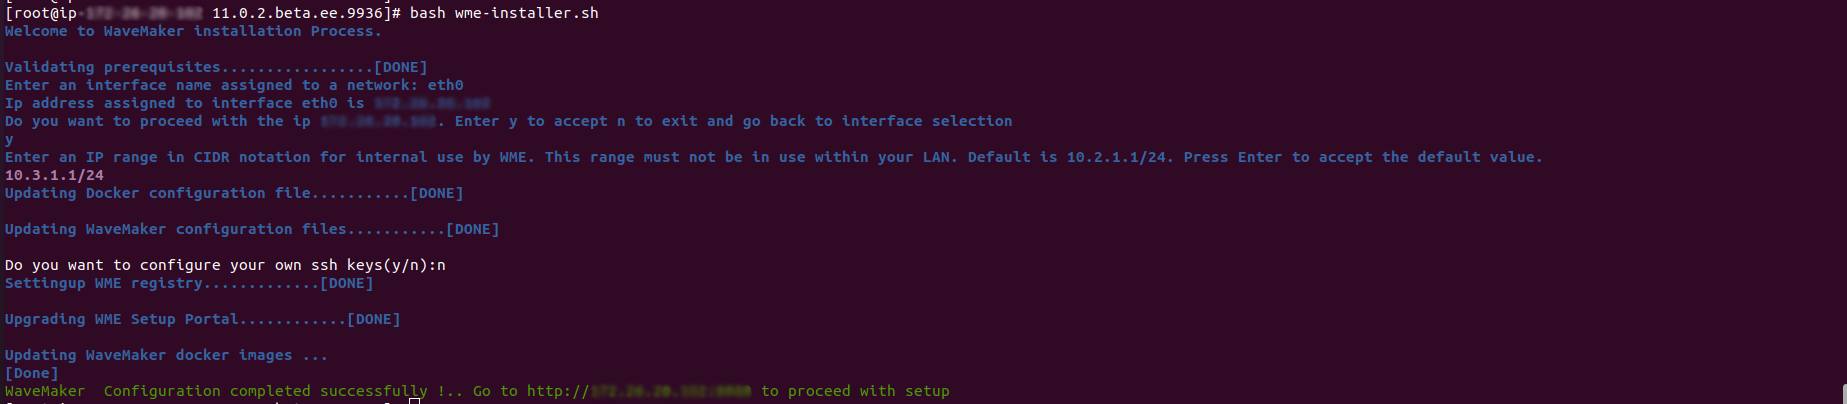 [root@ip 11.0.2.beta.ee.9936]# bash wme-installer.sh
Welcome to WaveMaker installation Process.
Validating prerequisites.................[DONE]
Enter an interface name assigned to a network: eth0
Ip address assigned to interface eth0 is
Do you want to proceed with the ip . Enter y to accept n to exit and go back to interface selection
y
Enter an IP range in CIDR notation for internal use by WME. This range must not be in use within your LAN. Default is 10.2.1.1/24. Press Enter to accept the default value.
10.3.1.1/24
Updating Docker configuration file...........[DONE]
Updating WaveMaker configuration files...........[DONE]
Do you want to configure your own ssh keys(y/n):n
Settingup WME registry.............[DONE]
Upgrading WME Setup Portal............[DONE]
Updating WaveMaker docker images ...
[Done]
WaveMaker  Configuration completed successfully !.. Go to http:// to proceed with setup